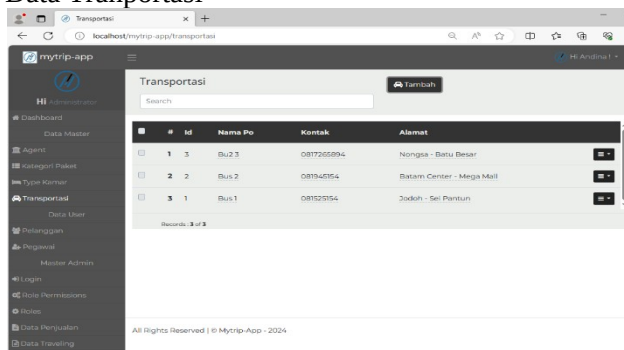 Data Tranportasi
Transportasi
localhost/mytrip-app/transportasi
mytrip-app
Hi Andina !
Hi Administrator
Transportasi
Tambah
Search
# Id Nama Po Kontak Alamat
1 3 Bu2 3 0817265894 Nongsa - Batu Besar
2 2 Bus 2 081945154 Batam Center - Mega Mall
3 1 Bus 1 081525154 Jodoh - Sei Pantun
Records : 3 of 3
Dashboard
Data Master
Agent
Kategori Paket
Type Kamar
Transportasi
Data User
Pelanggan
Pegawai
Master Admin
Login
Role Permissions
Roles
Data Penjualan
Data Traveling
All Rights Reserved | © Mytrip-App - 2024